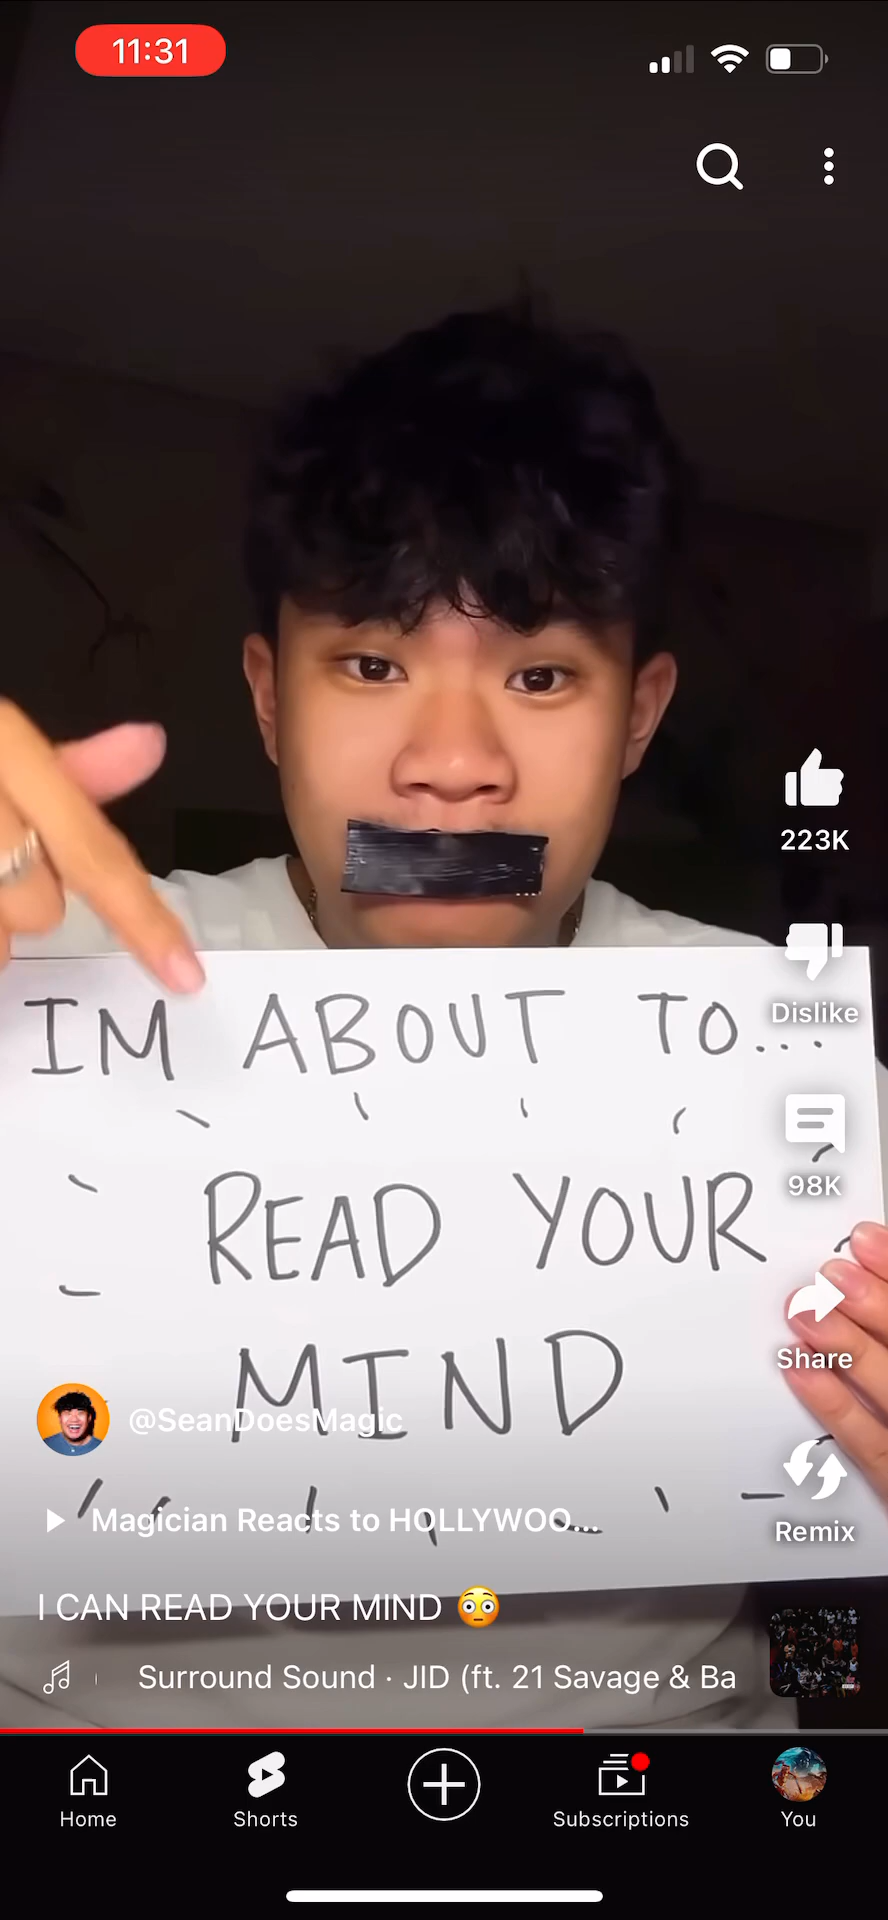 11:31
223K
IM ABOUT TO...
Dislike
98K
READ YOUR
Share
MIND
@SeanDoesMagic
Magician Reacts to HOLLYWOO...
Remix
I CAN READ YOUR MIND 😳
Surround Sound · JID (ft. 21 Savage & Ba
Home
Shorts
Subscriptions
You